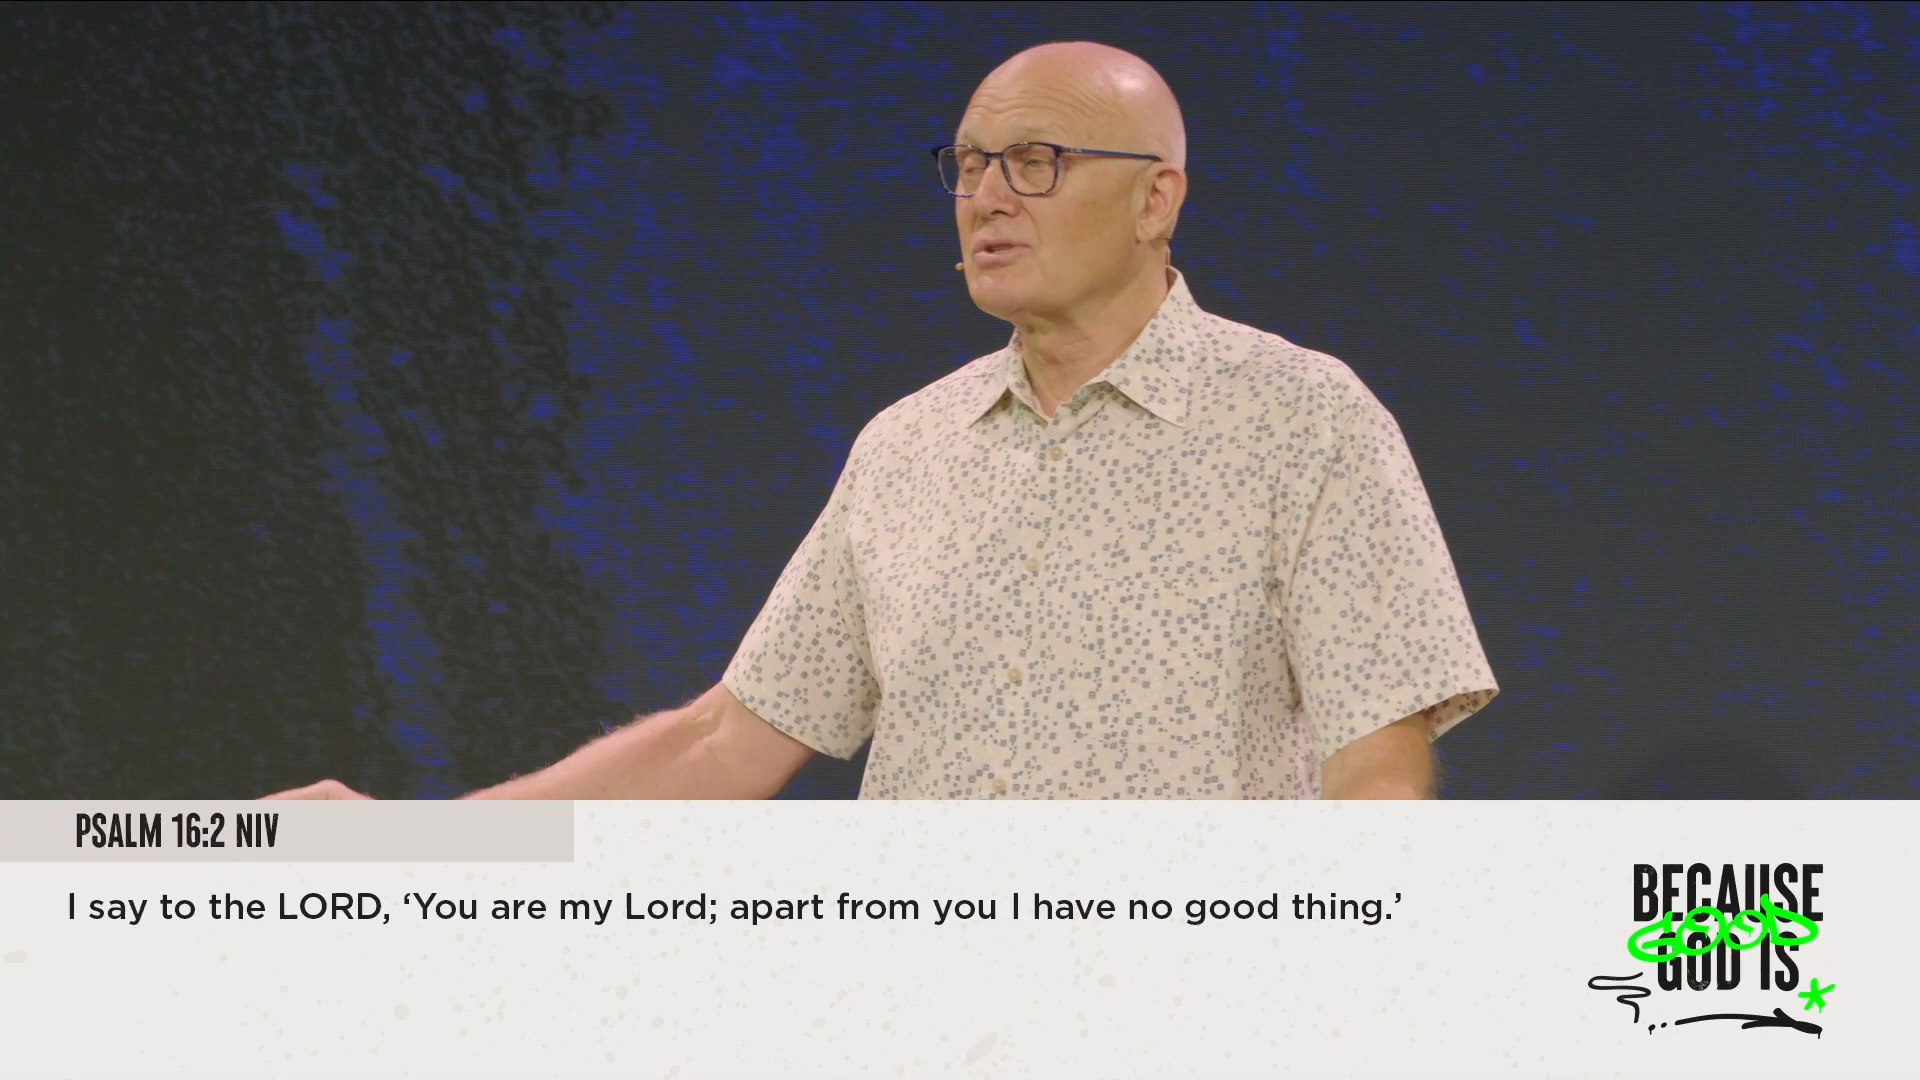 PSALM 16:2 NIV
I say to the LORD, ‘You are my Lord; apart from you I have no good thing.’
BECAUSE
GOOD
GOD IS